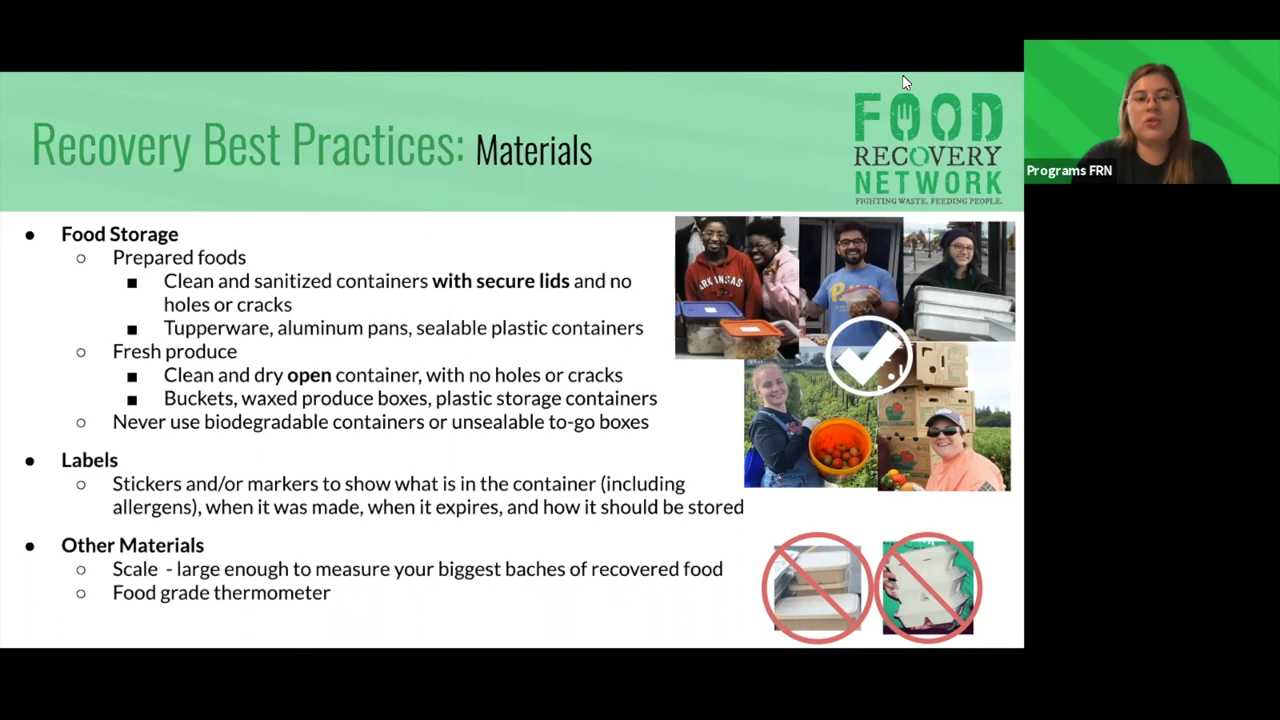 Recovery Best Practices: Materials
FOOD
RECOVERY
NETWORK
FIGHTING WASTE. FEEDING PEOPLE.
Programs FRN
● Food Storage
○ Prepared foods
■ Clean and sanitized containers with secure lids and no
holes or cracks
■ Tupperware, aluminum pans, sealable plastic containers
○ Fresh produce
■ Clean and dry open container, with no holes or cracks
■ Buckets, waxed produce boxes, plastic storage containers
○ Never use biodegradable containers or unsealable to-go boxes
● Labels
○ Stickers and/or markers to show what is in the container (including
allergens), when it was made, when it expires, and how it should be stored
● Other Materials
○ Scale - large enough to measure your biggest baches of recovered food
○ Food grade thermometer
ARKANSAS